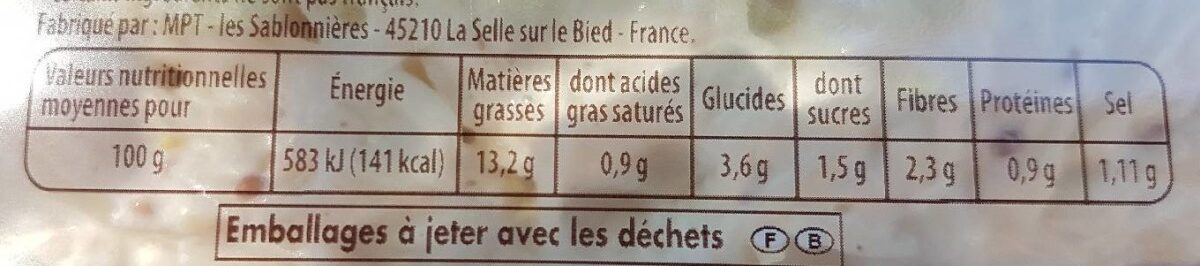 Fabriqué par : MPT - les Sablonnières - 45210 La Selle sur le Bied - France.
Valeurs nutritionnelles moyennes pour | Énergie | Matières grasses | dont acides gras saturés | Glucides | dont sucres | Fibres | Protéines | Sel
100 g | 583 kJ (141 kcal) | 13,2 g | 0,9 g | 3,6 g | 1,5 g | 2,3 g | 0,9 g | 1,11 g
Emballages à jeter avec les déchets F B